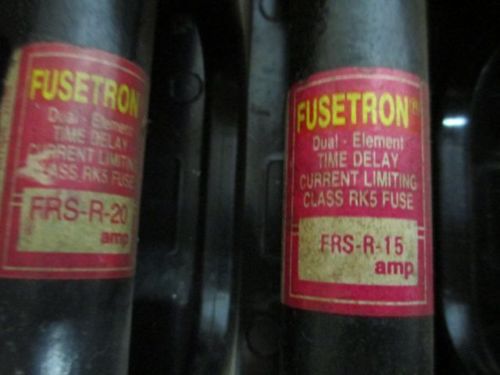 FUSETRON
Dual - Element
TIME DELAY
CURRENT LIMITING
CLASS RK5 FUSE
FRS-R-20
amp
FUSETRON
Dual - Element
TIME DELAY
CURRENT LIMITING
CLASS RK5 FUSE
FRS-R-15
amp